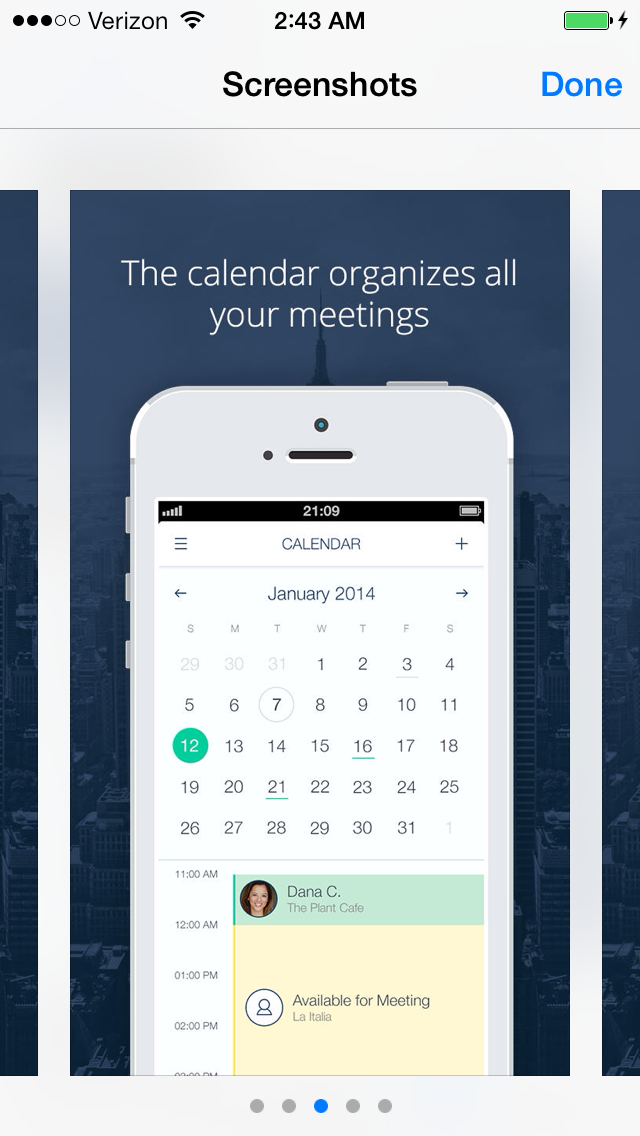 Verizon 2:43 AM
Screenshots Done
The calendar organizes all
your meetings
21:09
CALENDAR +
← January 2014 →
S M T W T F S
29 30 31 1 2 3 4
5 6 7 8 9 10 11
12 13 14 15 16 17 18
19 20 21 22 23 24 25
26 27 28 29 30 31 1
11:00 AM
Dana C.
The Plant Cafe
12:00 AM
01:00 PM
Available for Meeting
La Italia
02:00 PM